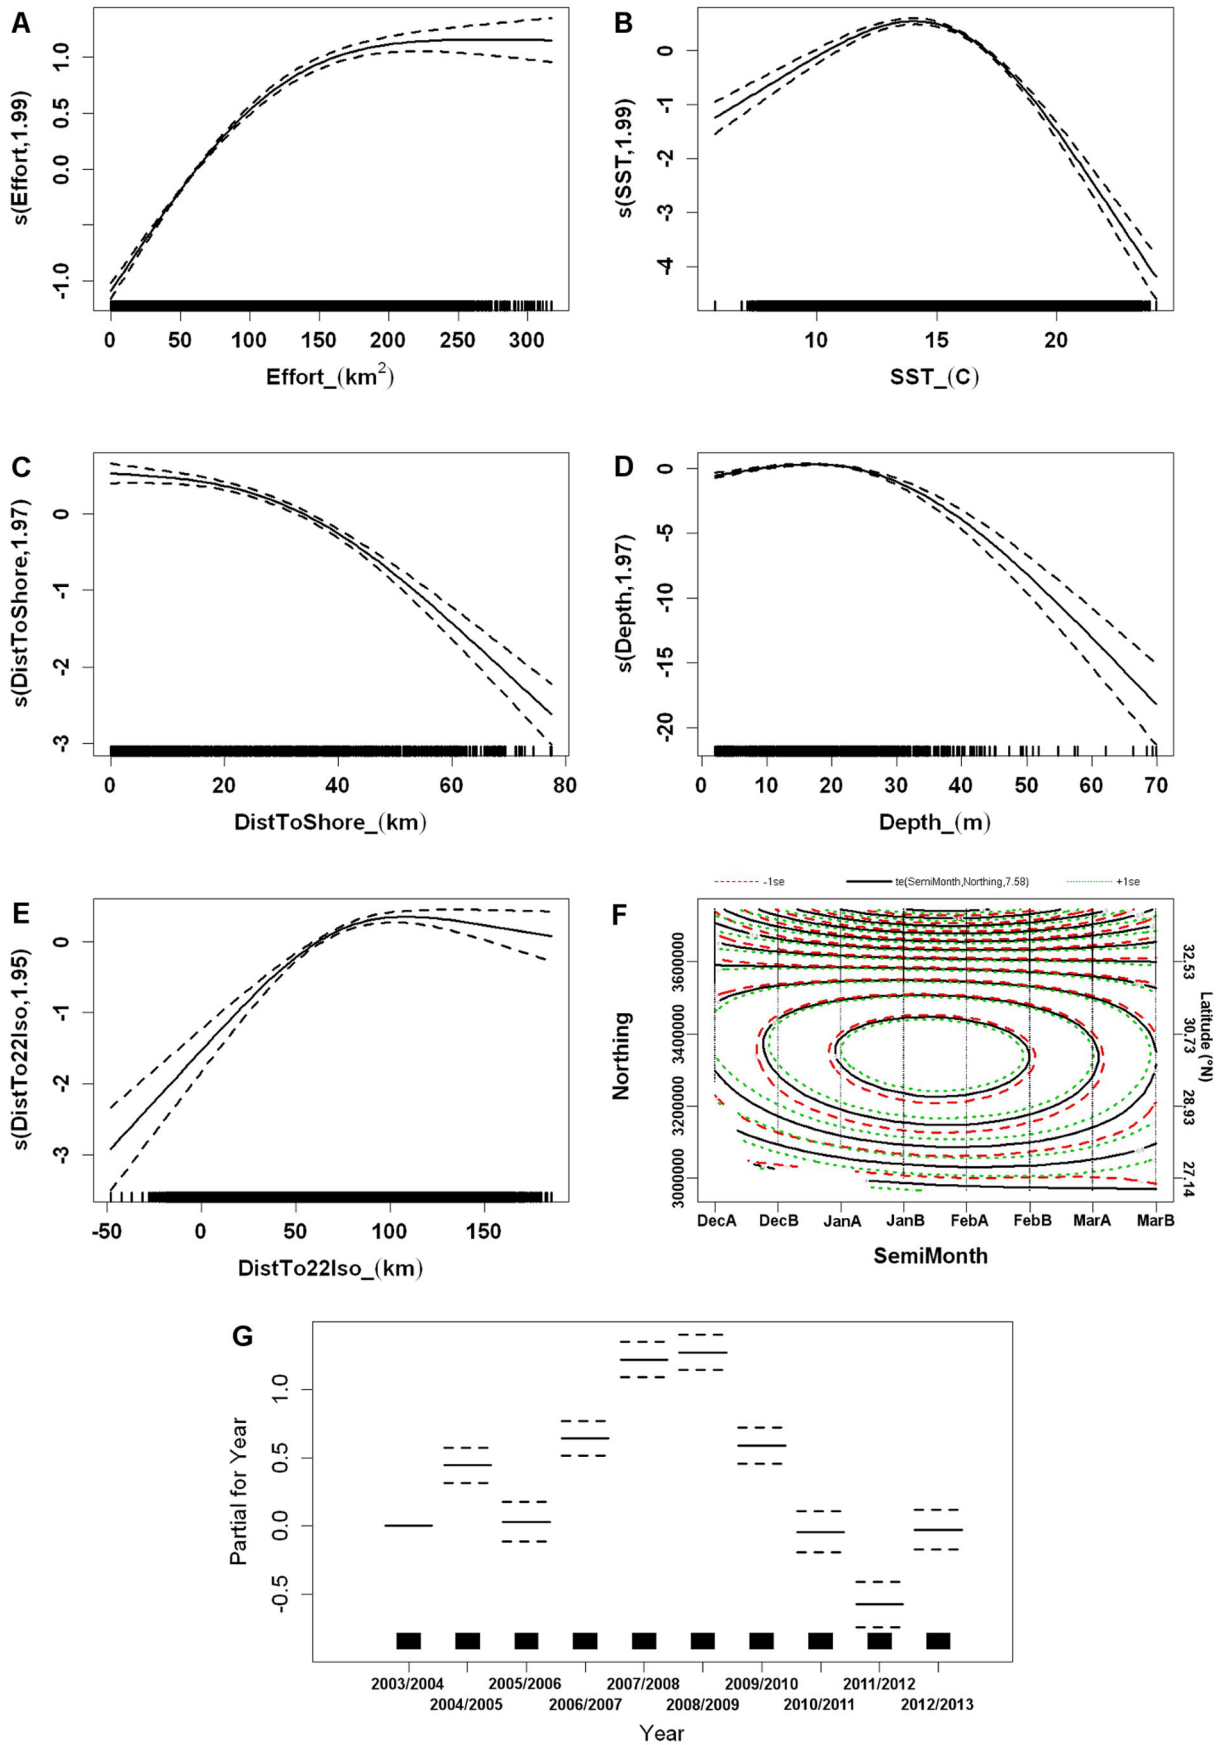 A
s(Effort,1.99)
1.0
0.5
0.0
-1.0
0 50 100 150 200 250 300
Effort_(km2)
B
s(SST,1.99)
0
-1
-2
-3
-4
10 15 20
SST_(C)
C
s(DistToShore,1.97)
0
-1
-2
-3
0 20 40 60 80
DistToShore_(km)
D
s(Depth,1.97)
0
-5
-10
-15
-20
0 10 20 30 40 50 60 70
Depth_(m)
E
s(DistTo22Iso,1.95)
0
-1
-2
-3
-50 0 50 100 150
DistTo22Iso_(km)
F
-1se te(SemiMonth,Northing,7.58) +1se
Northing
3600000
3400000
3200000
3000000
32.53
30.73
28.93
27.14
Latitude (°N)
DecA DecB JanA JanB FebA FebB MarA MarB
SemiMonth
G
Partial for Year
1.0
0.5
0.0
-0.5
2003/2004 2005/2006 2007/2008 2009/2010 2011/2012
2004/2005 2006/2007 2008/2009 2010/2011 2012/2013
Year